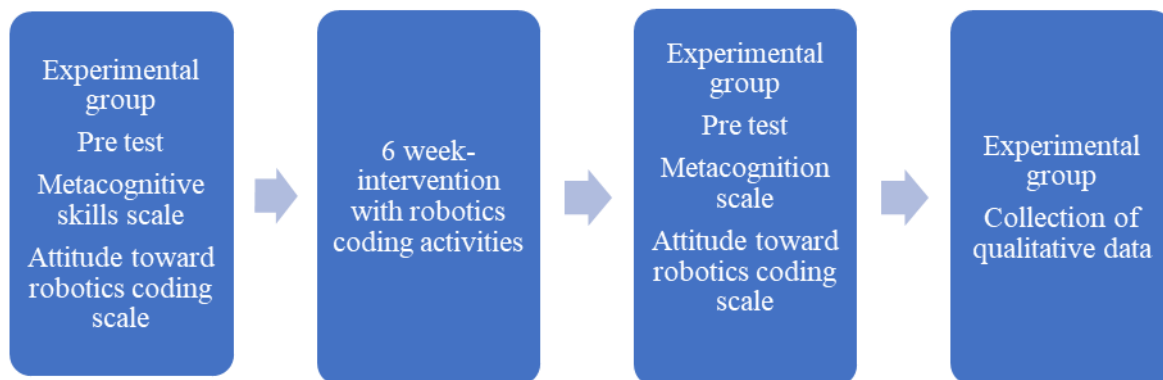 Experimental
group
Pre test
Metacognitive
skills scale
Attitude toward
robotics coding
scale
6 week-
intervention
with robotics
coding activities
Experimental
group
Pre test
Metacognition
scale
Attitude toward
robotics coding
scale
Experimental
group
Collection of
qualitative data